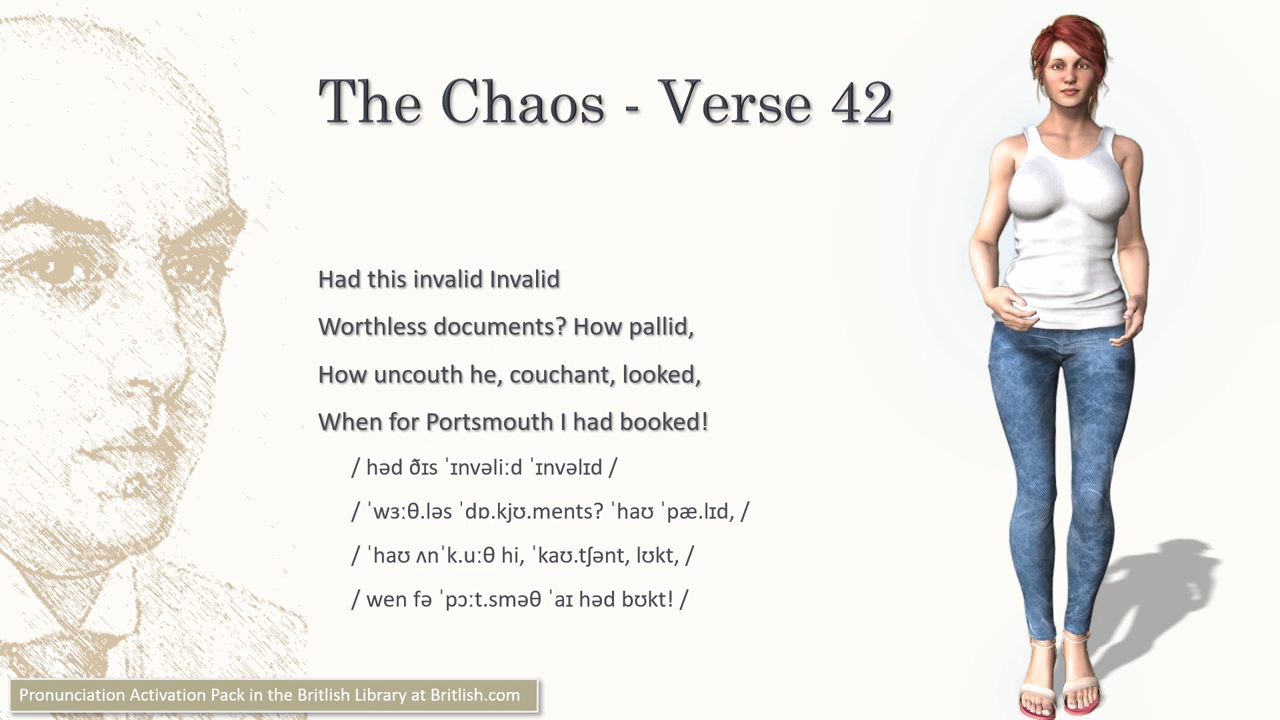 The Chaos - Verse 42
Had this invalid Invalid
Worthless documents? How pallid,
How uncouth he, couchant, looked,
When for Portsmouth I had booked!
/ həd ðɪs ˈɪnvəliːd ˈɪnvəlɪd /
/ ˈwɜːθ.ləs ˈdɒ.kjʊ.ments? ˈhaʊ ˈpæ.lɪd, /
/ ˈhaʊ ʌnˈk.uːθ hi, ˈkaʊ.tʃənt, lʊkt, /
/ wen fə ˈpɔːt.sməθ ˈaɪ həd bʊkt! /
Pronunciation Activation Pack in the Britlish Library at Britlish.com